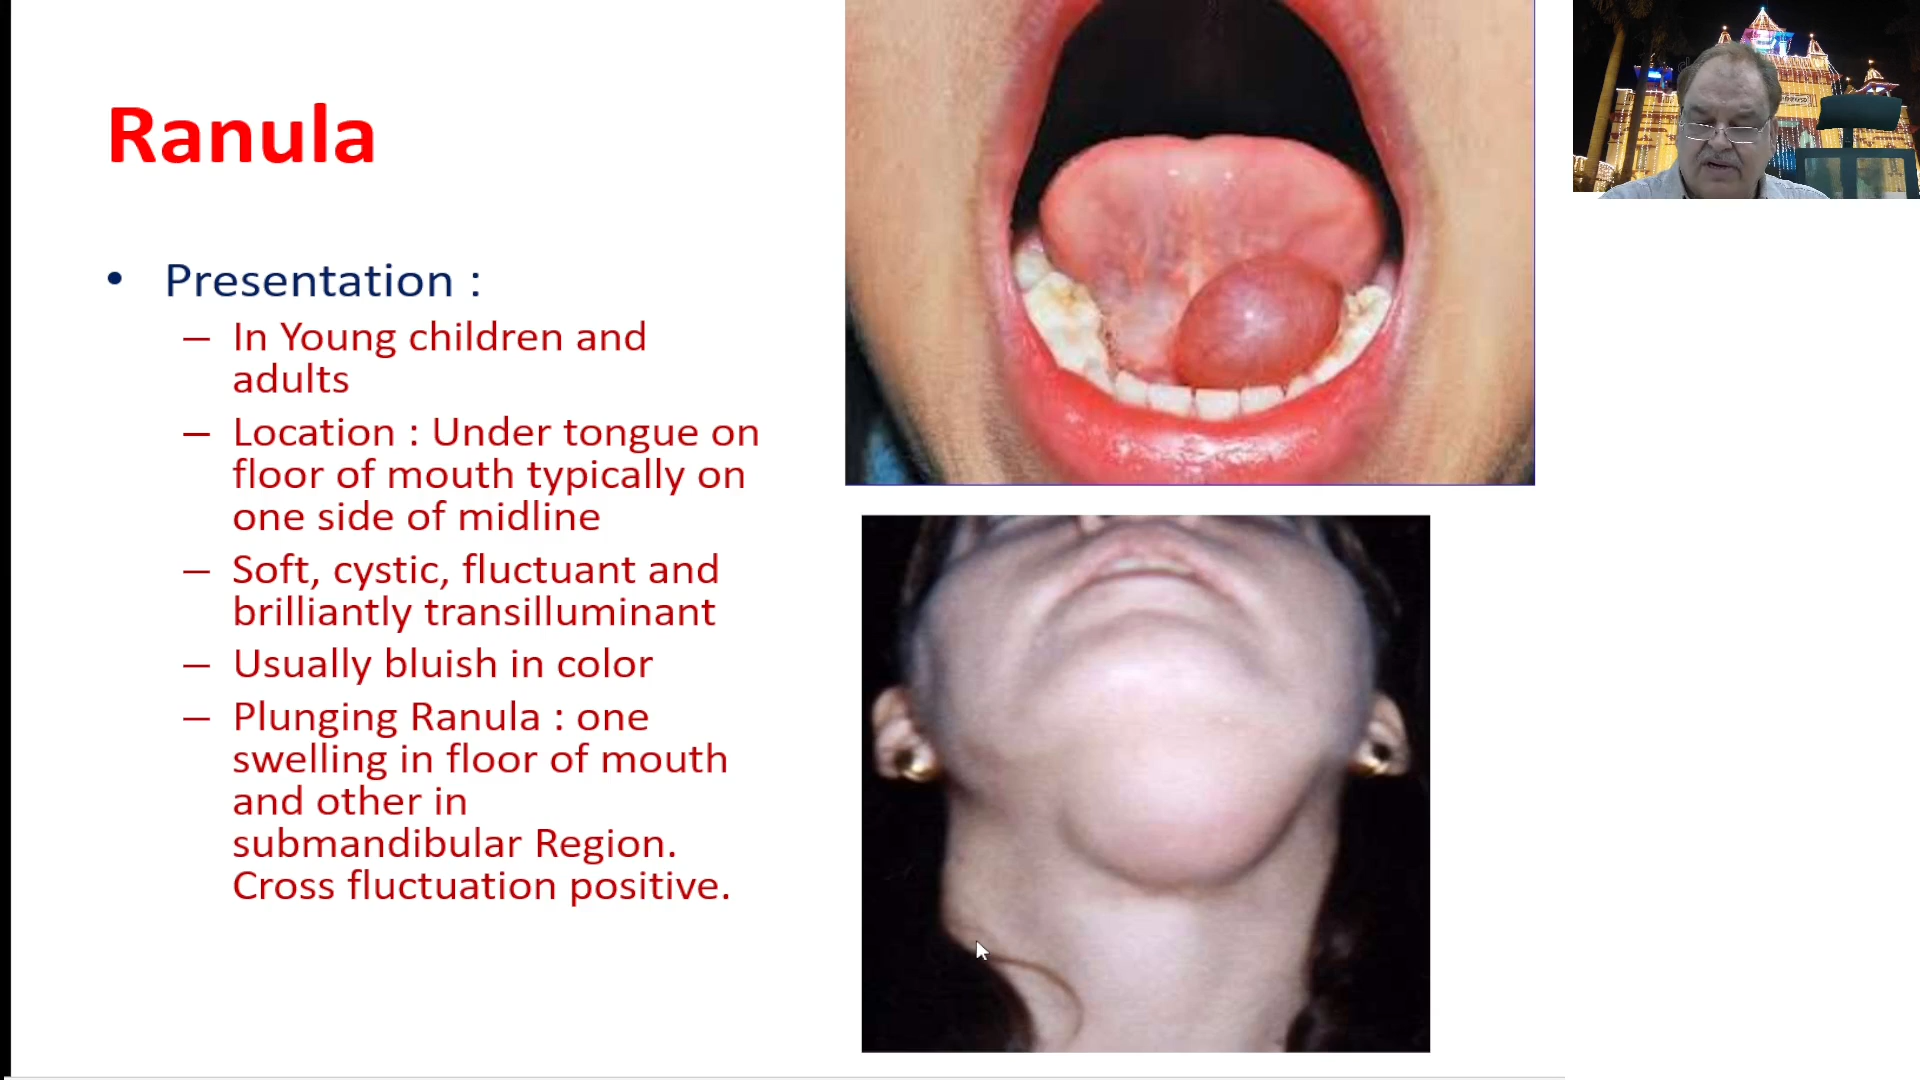 Ranula
• Presentation :
– In Young children and
adults
– Location : Under tongue on
floor of mouth typically on
one side of midline
– Soft, cystic, fluctuant and
brilliantly transilluminant
– Usually bluish in color
– Plunging Ranula : one
swelling in floor of mouth
and other in
submandibular Region.
Cross fluctuation positive.